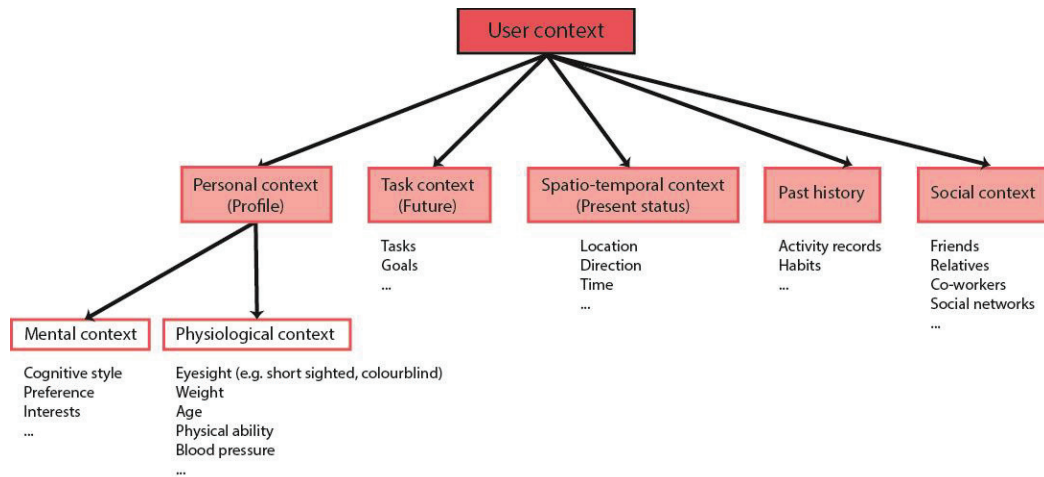 User context
Personal context
(Profile)
Task context
(Future)
Spatio-temporal context
(Present status)
Past history
Social context
Tasks
Goals
...
Location
Direction
Time
...
Activity records
Habits
...
Friends
Relatives
Co-workers
Social networks
...
Mental context
Physiological context
Cognitive style
Preference
Interests
...
Eyesight (e.g. short sighted, colourblind)
Weight
Age
Physical ability
Blood pressure
...